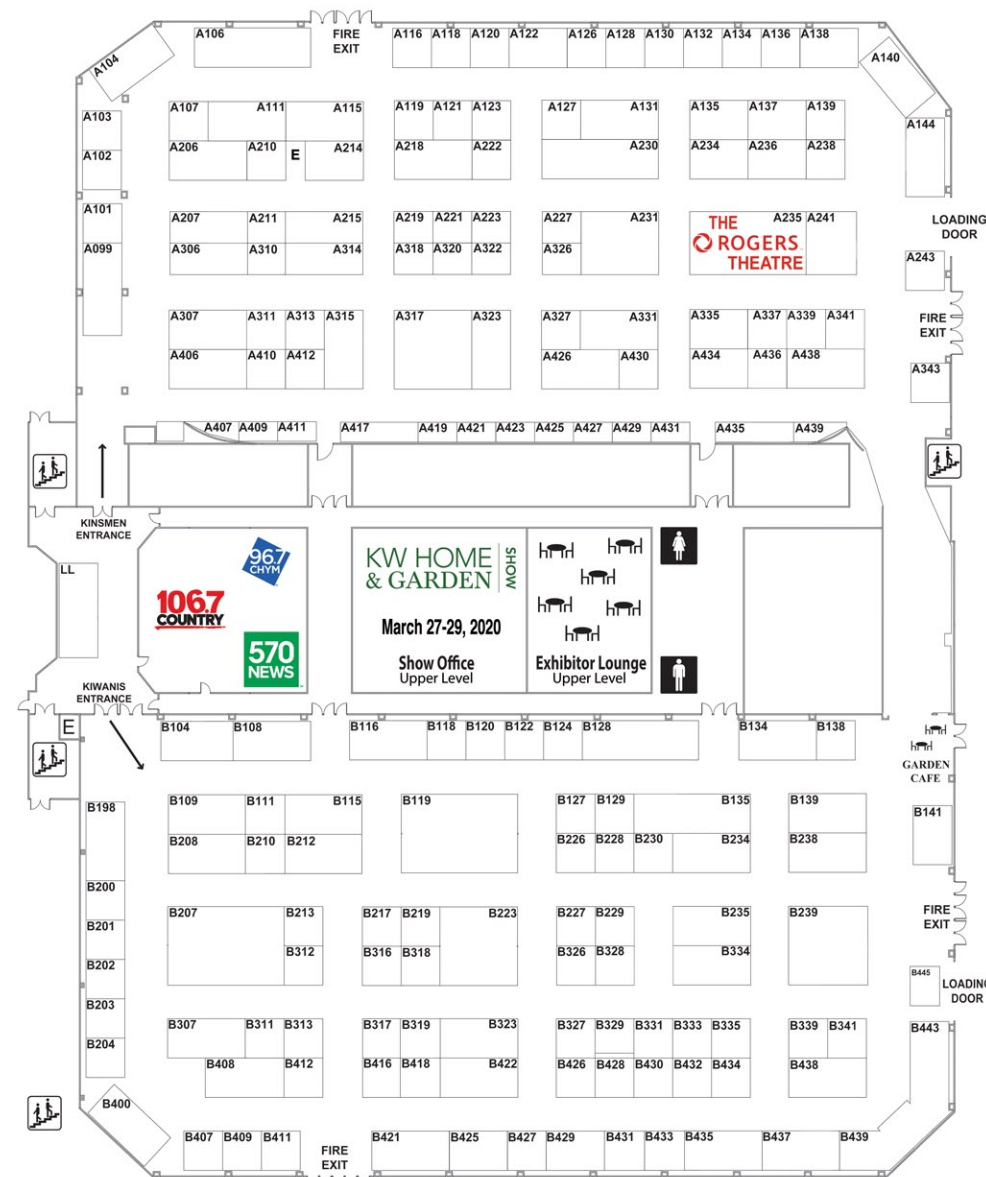 A106
FIRE
EXIT
A116 A118 A120 A122 A126 A128 A130 A132 A134 A136 A138
A104
A140
A103
A107 A111 A115 A119 A121 A123 A127 A131 A135 A137 A139
A144
A102
A206 A210 E A214 A218 A222 A230 A234 A236 A238
A101
A207 A211 A215 A219 A221 A223 A227 A231 THE ROGERS THEATRE A235 A241
LOADING
DOOR
A099
A306 A310 A314 A318 A320 A322 A326
A243
A307 A311 A313 A315 A317 A323 A327 A331 A335 A337 A339 A341
FIRE
EXIT
A406 A410 A412 A426 A430 A434 A436 A438
A343
A407 A409 A411 A417 A419 A421 A423 A425 A427 A429 A431 A435 A439
KINSMEN
ENTRANCE
LL
96.7
CHYM
106.7
COUNTRY
570
NEWS
KW HOME
& GARDEN
SHOW
March 27-29, 2020
Show Office
Upper Level
Exhibitor Lounge
Upper Level
KIWANIS
ENTRANCE
E
B104 B108 B116 B118 B120 B122 B124 B128 B134 B138
GARDEN
CAFE
B198
B109 B111 B115 B119 B127 B129 B135 B139
B141
B208 B210 B212 B226 B228 B230 B234 B238
B200
B207 B213 B217 B219 B223 B227 B229 B235 B239
FIRE
EXIT
B201
B312 B316 B318 B326 B328 B334
B202
B445
LOADING
DOOR
B203
B307 B311 B313 B317 B319 B323 B327 B329 B331 B333 B335 B339 B341
B443
B204
B408 B412 B416 B418 B422 B426 B428 B430 B432 B434 B438
B400
B407 B409 B411
FIRE
EXIT
B421 B425 B427 B429 B431 B433 B435 B437 B439